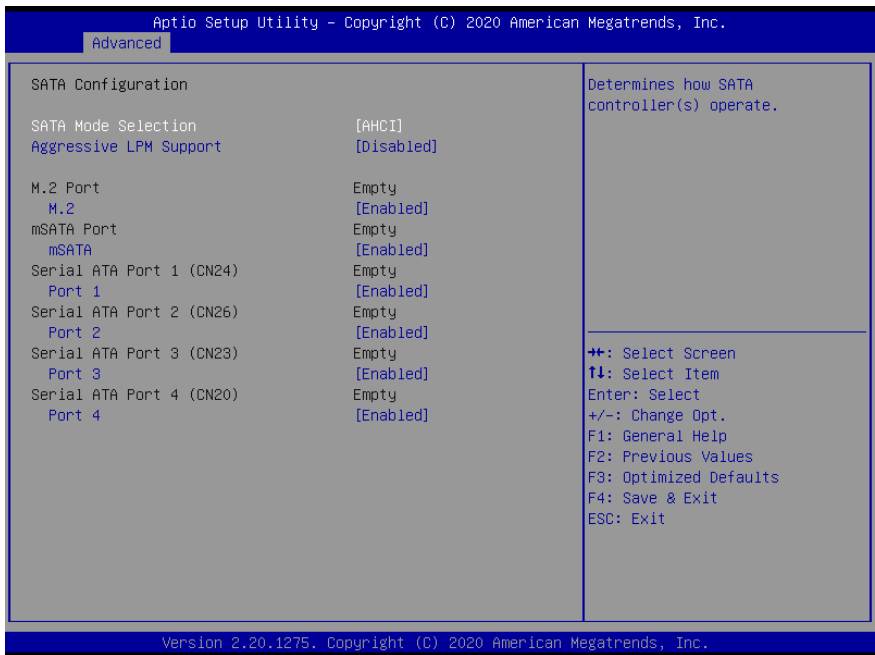 Aptio Setup Utility – Copyright (C) 2020 American Megatrends, Inc.
Advanced
SATA Configuration
SATA Mode Selection [AHCI]
Aggressive LPM Support [Disabled]
M.2 Port Empty
M.2 [Enabled]
mSATA Port Empty
mSATA [Enabled]
Serial ATA Port 1 (CN24) Empty
Port 1 [Enabled]
Serial ATA Port 2 (CN26) Empty
Port 2 [Enabled]
Serial ATA Port 3 (CN23) Empty
Port 3 [Enabled]
Serial ATA Port 4 (CN20) Empty
Port 4 [Enabled]
Determines how SATA
controller(s) operate.
→←: Select Screen
↑↓: Select Item
Enter: Select
+/-: Change Opt.
F1: General Help
F2: Previous Values
F3: Optimized Defaults
F4: Save & Exit
ESC: Exit
Version 2.20.1275. Copyright (C) 2020 American Megatrends, Inc.